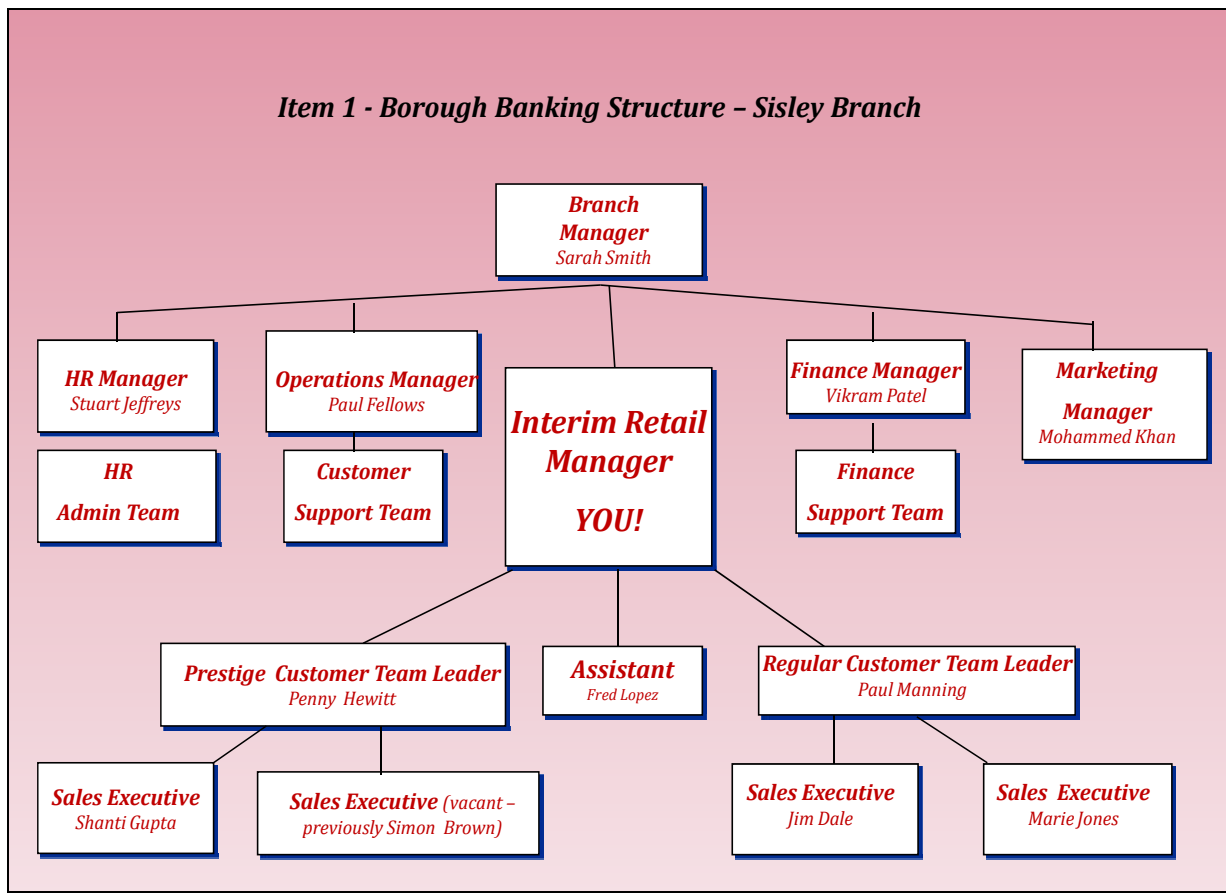 Item 1 - Borough Banking Structure – Sisley Branch
Branch
Manager
Sarah Smith
HR Manager
Stuart Jeffreys
Operations Manager
Paul Fellows
Interim Retail
Manager
YOU!
Finance Manager
Vikram Patel
Marketing
Manager
Mohammed Khan
HR
Admin Team
Customer
Support Team
Finance
Support Team
Prestige Customer Team Leader
Penny Hewitt
Assistant
Fred Lopez
Regular Customer Team Leader
Paul Manning
Sales Executive
Shanti Gupta
Sales Executive (vacant –
previously Simon Brown)
Sales Executive
Jim Dale
Sales Executive
Marie Jones